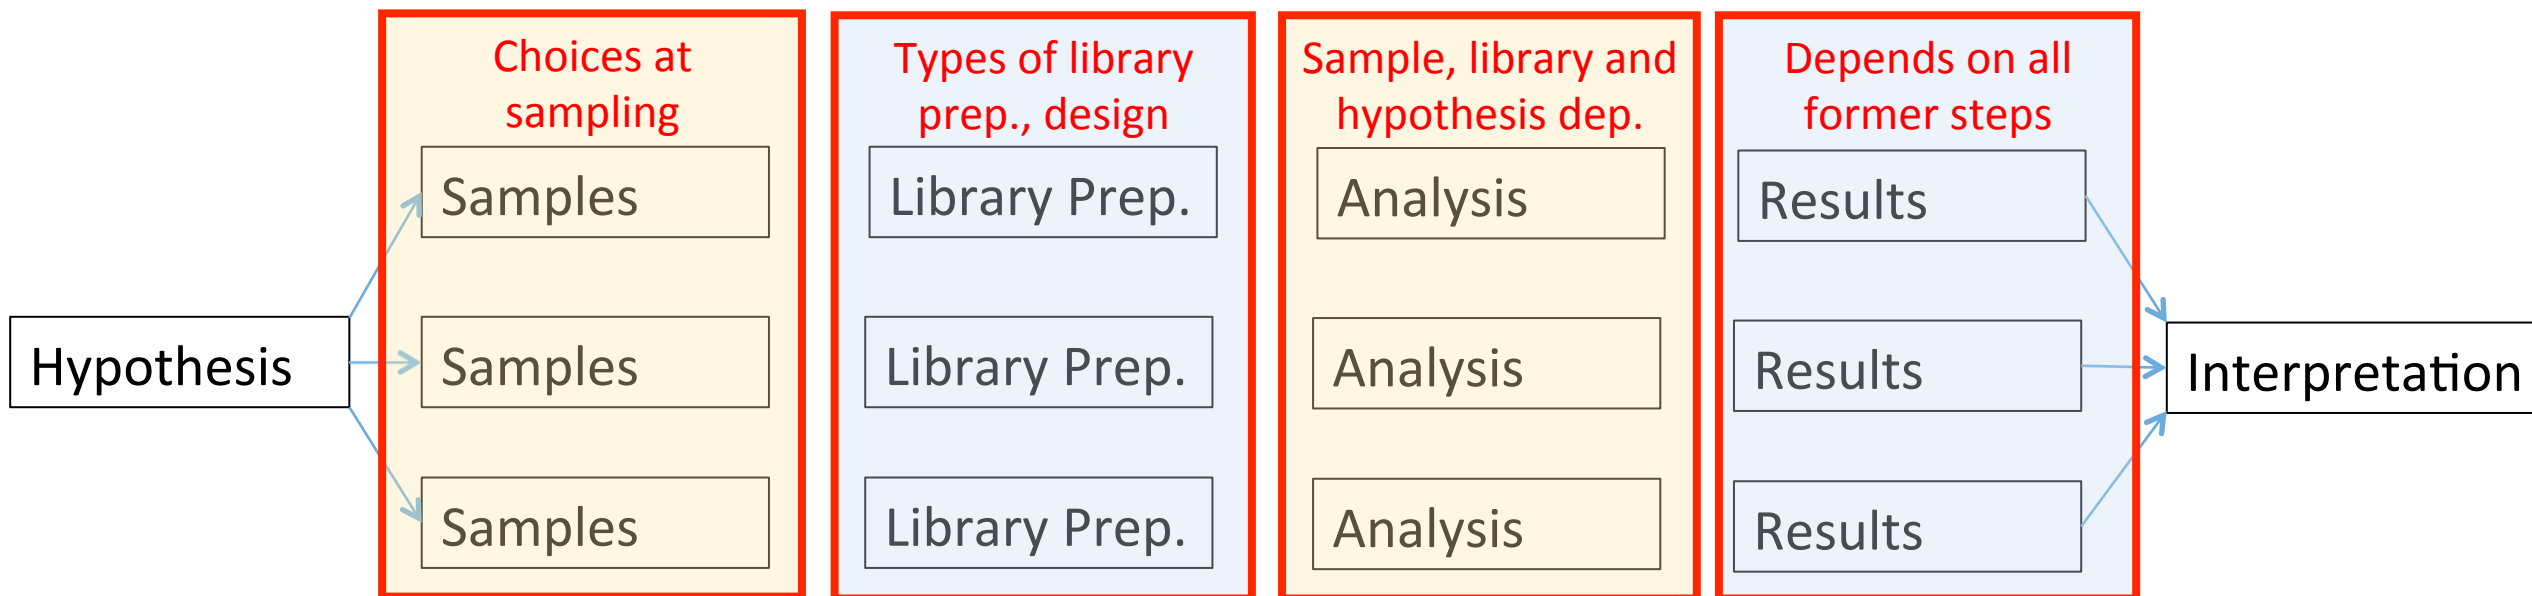 Choices at
sampling
Types of library
prep., design
Sample, library and
hypothesis dep.
Depends on all
former steps
Samples
Library Prep.
Analysis
Results
Hypothesis
Samples
Library Prep.
Analysis
Results
Interpretation
Samples
Library Prep.
Analysis
Results